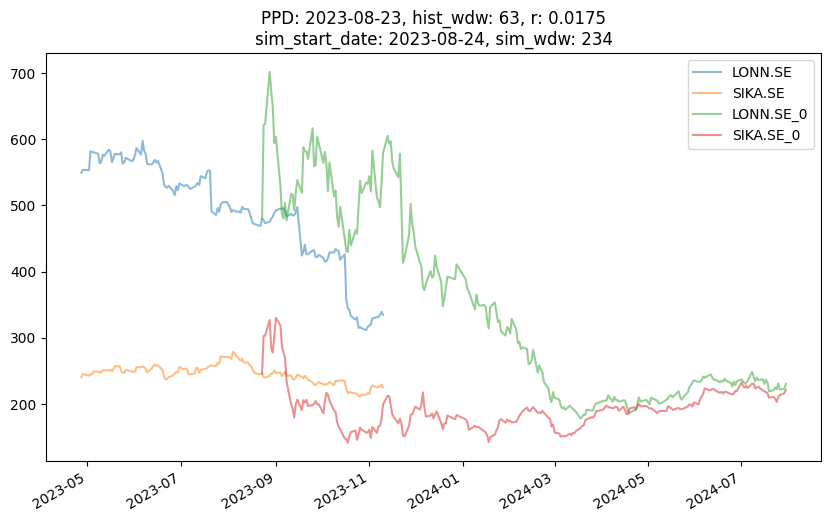 PPD: 2023-08-23, hist_wdw: 63, r: 0.0175
sim_start_date: 2023-08-24, sim_wdw: 234
LONN.SE
SIKA.SE
LONN.SE_0
SIKA.SE_0
700
600
500
400
300
200
2023-05
2023-07
2023-09
2023-11
2024-01
2024-03
2024-05
2024-07